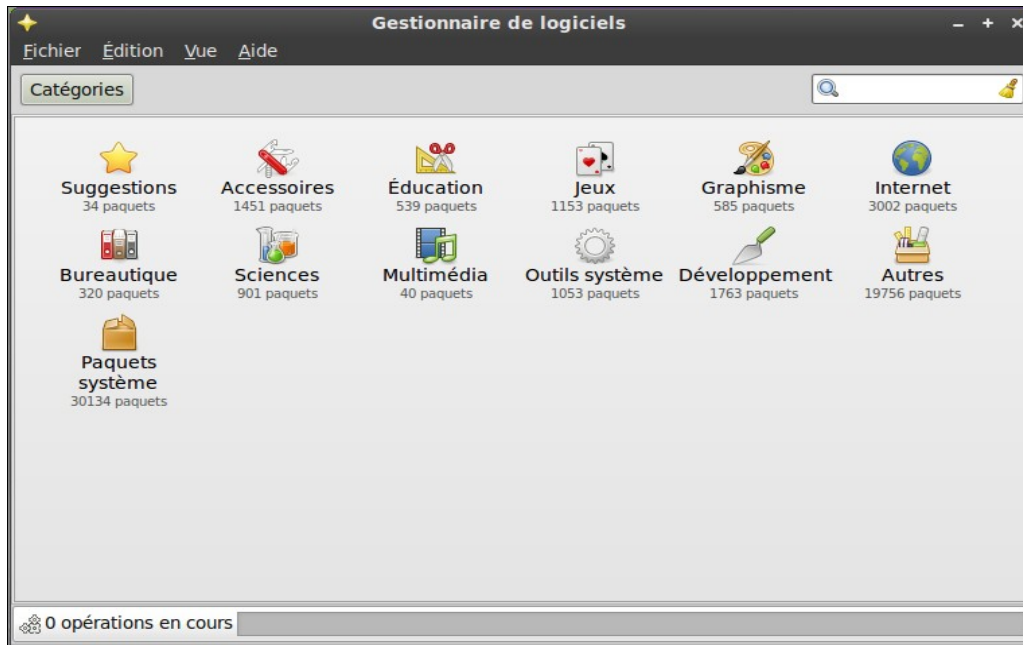 Gestionnaire de logiciels
Fichier Édition Vue Aide
Catégories
Suggestions
34 paquets
Accessoires
1451 paquets
Éducation
539 paquets
Jeux
1153 paquets
Graphisme
585 paquets
Internet
3002 paquets
Bureautique
320 paquets
Sciences
901 paquets
Multimédia
40 paquets
Outils système
1053 paquets
Développement
1763 paquets
Autres
19756 paquets
Paquets
système
30134 paquets
0 opérations en cours